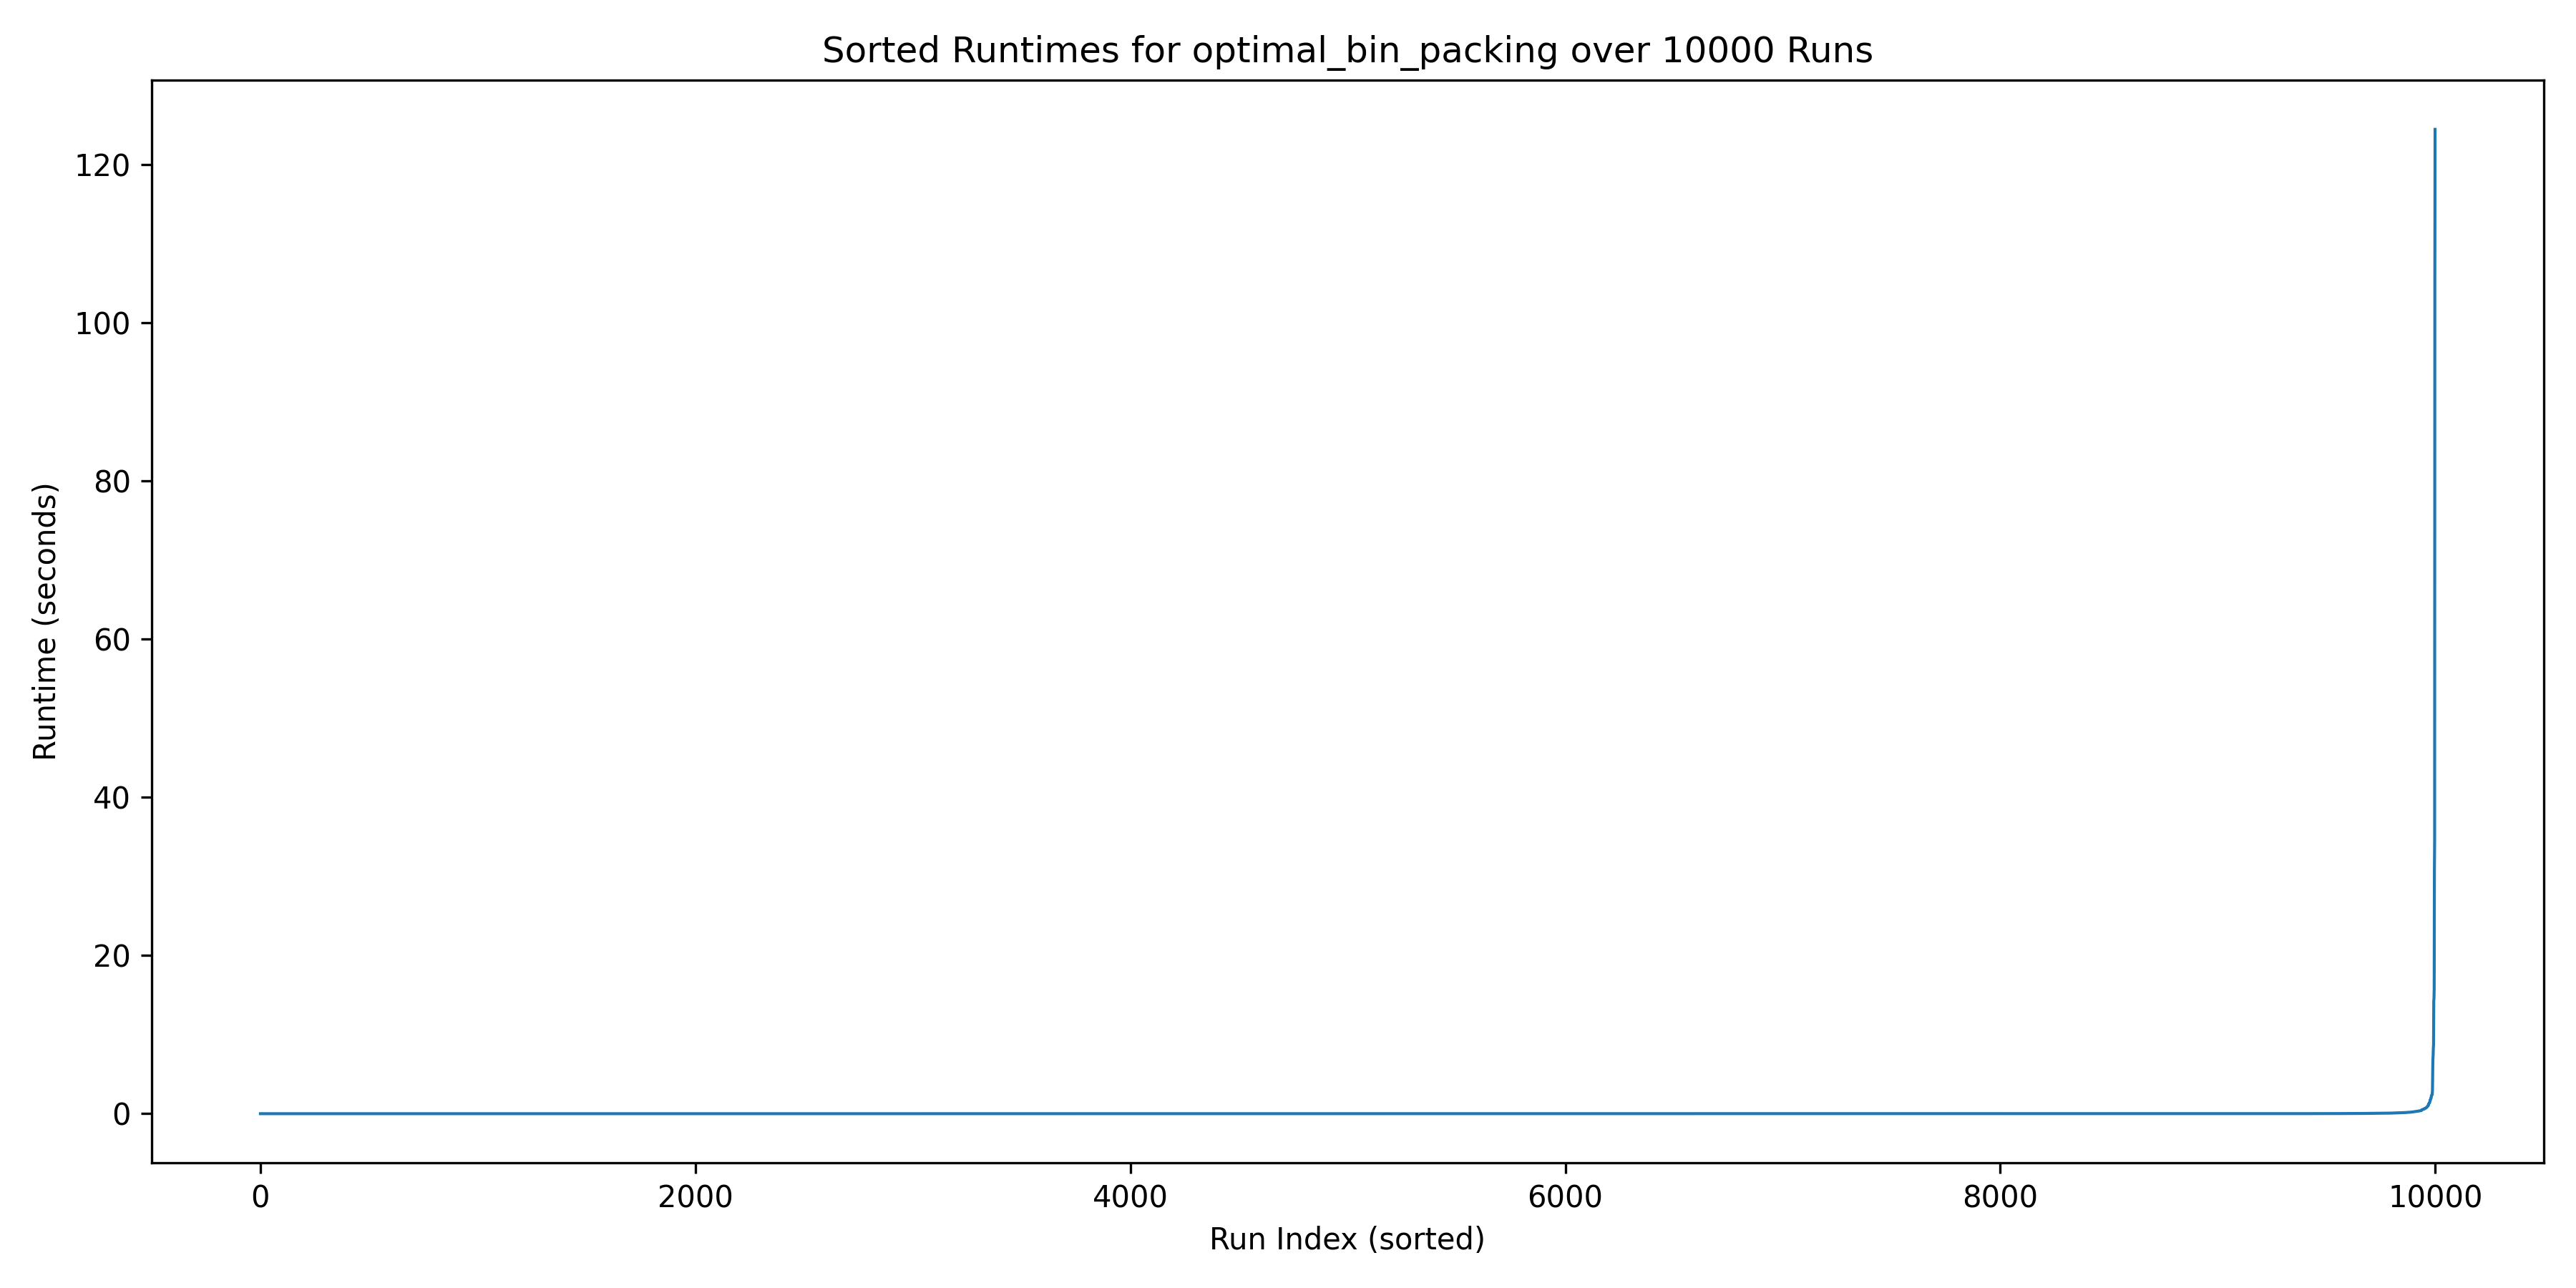 Sorted Runtimes for optimal_bin_packing over 10000 Runs
120
100
80
60
40
20
0
Runtime (seconds)
0 2000 4000 6000 8000 10000
Run Index (sorted)